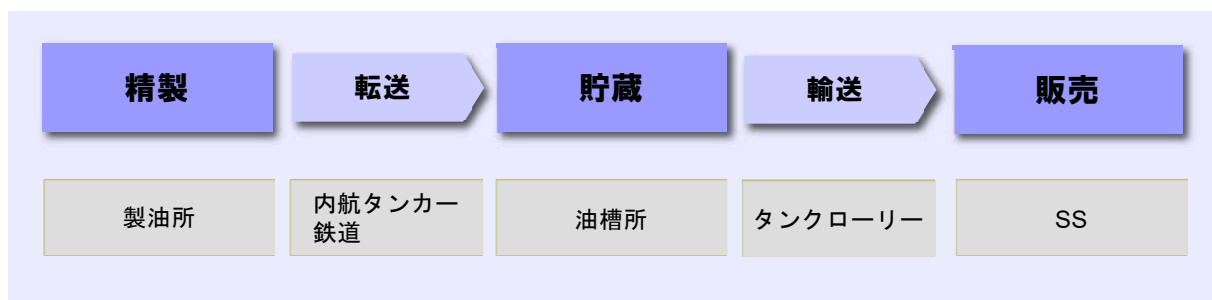 精製
転送
貯蔵
輸送
販売
製油所
内航タンカー
鉄道
油槽所
タンクローリー
SS